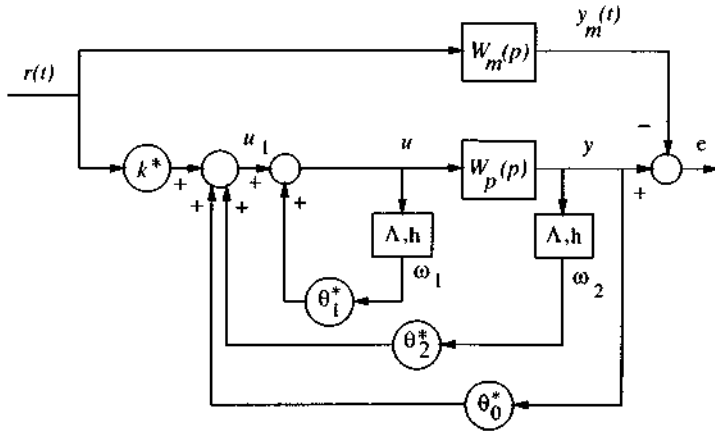 y_m(t)
r(t)
W_m(p)
−
k*
+
+
+
u_1
+
+
u
W_p(p)
y
+
e
Λ,h
ω_1
Λ,h
ω_2
θ_1^*
θ_2^*
θ_0^*